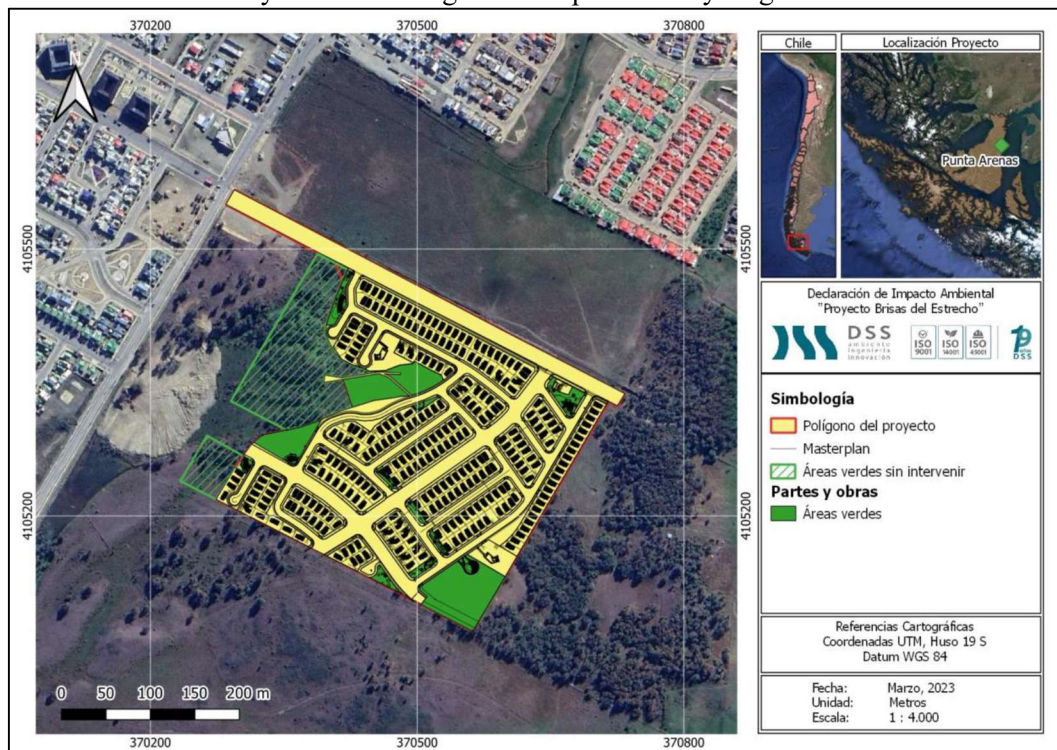 370200
370500
370800
4105500
4105200
N
0 50 100 150 200 m
4105500
4105200
370200
370500
370800
Chile
Localización Proyecto
Punta Arenas
Declaración de Impacto Ambiental
"Proyecto Brisas del Estrecho"
DSS
ambiente
ingeniería
innovación
ISO
9001
ISO
14001
ISO
45001
DSS
Simbología
Polígono del proyecto
Masterplan
Áreas verdes sin intervenir
Partes y obras
Áreas verdes
Referencias Cartográficas
Coordenadas UTM, Huso 19 S
Datum WGS 84
Fecha: Marzo, 2023
Unidad: Metros
Escala: 1 : 4.000